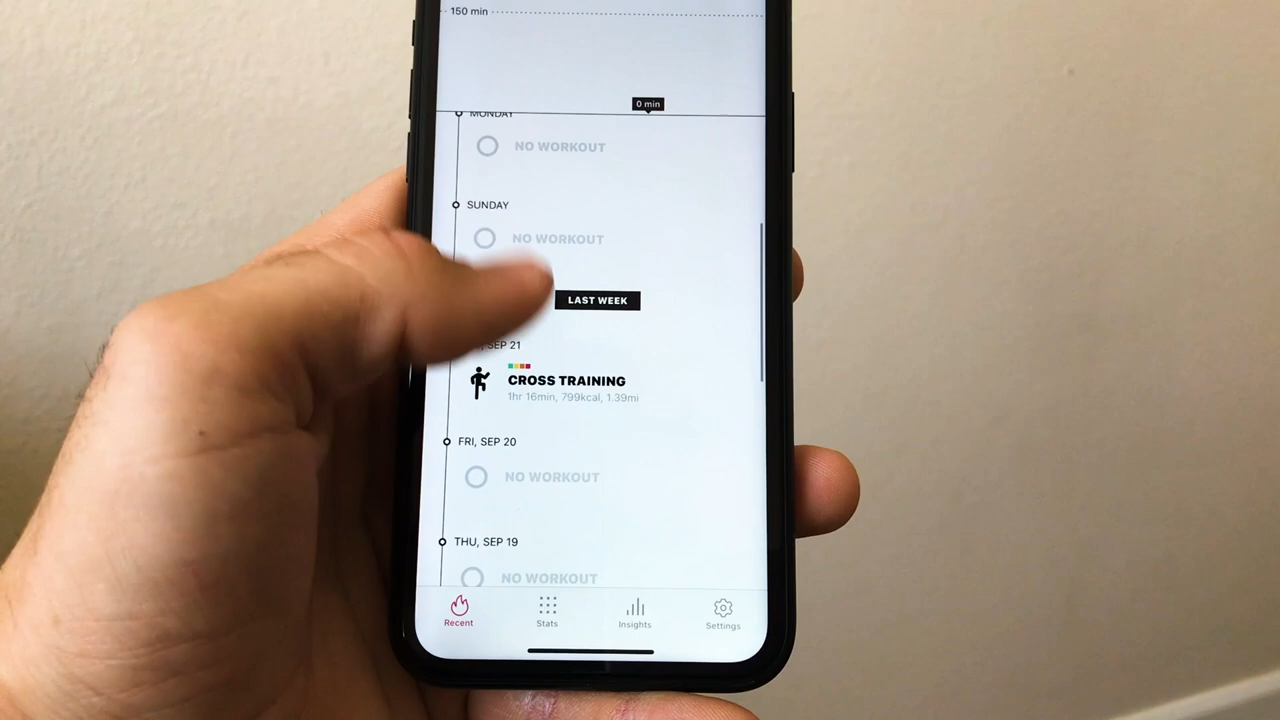 150 min
0 min
MONDAY
NO WORKOUT
SUNDAY
NO WORKOUT
LAST WEEK
, SEP 21
CROSS TRAINING
1hr 16min, 799kcal, 1.39mi
FRI, SEP 20
NO WORKOUT
THU, SEP 19
NO WORKOUT
Recent
Stats
Insights
Settings